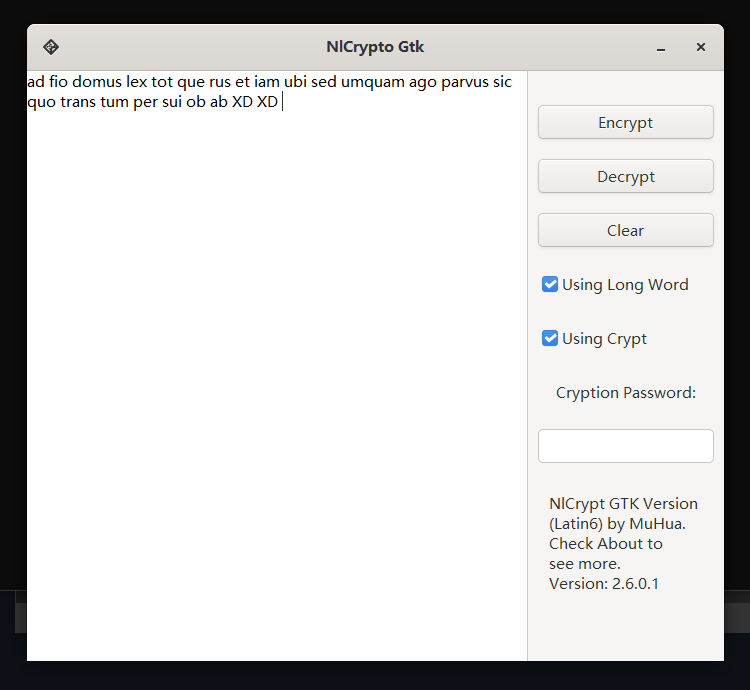 NlCrypto Gtk
ad fio domus lex tot que rus et iam ubi sed umquam ago parvus sic
quo trans tum per sui ob ab XD XD
Encrypt
Decrypt
Clear
Using Long Word
Using Crypt
Cryption Password:
NlCrypt GTK Version
(Latin6) by MuHua.
Check About to
see more.
Version: 2.6.0.1